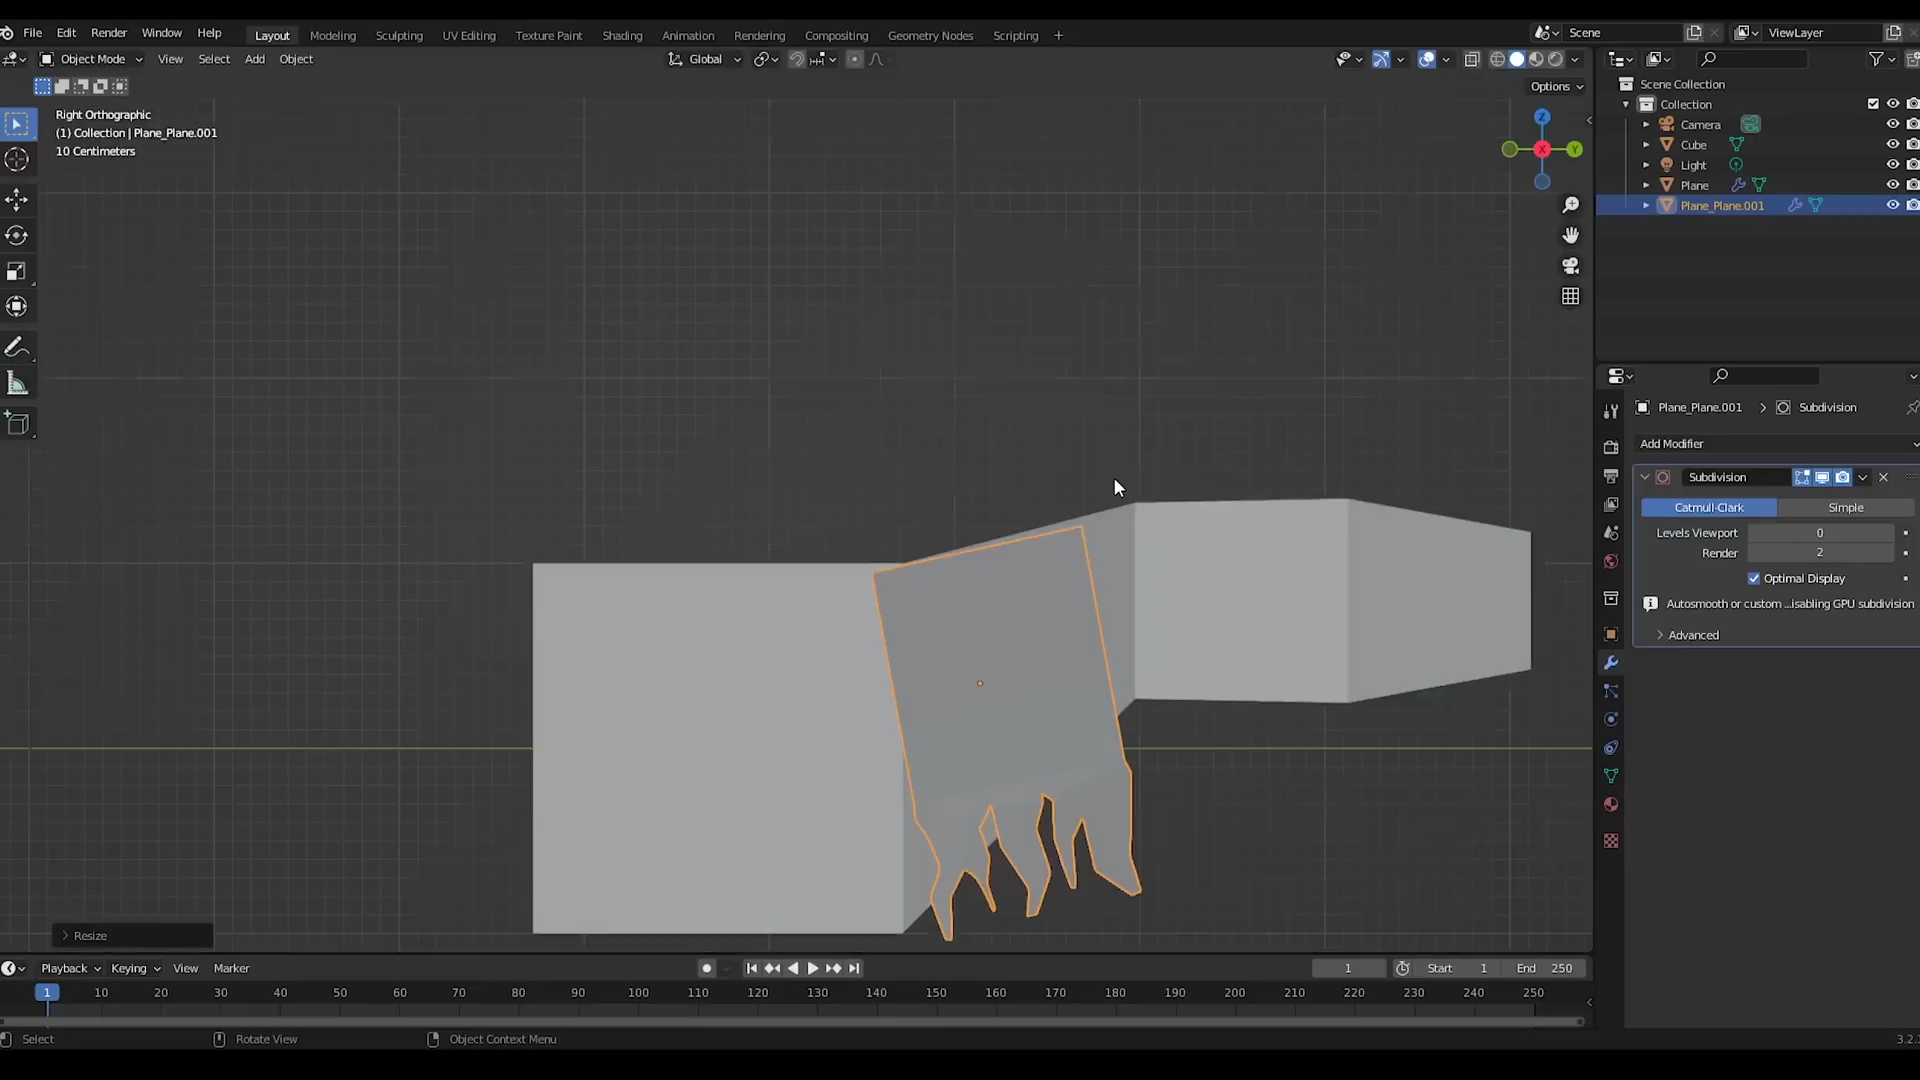 File Edit Render Window Help Layout Modeling Sculpting UV Editing Texture Paint Shading Animation Rendering Compositing Geometry Nodes Scripting + Scene ViewLayer
Object Mode View Select Add Object Global
Options
Right Orthographic
(1) Collection | Plane_Plane.001
10 Centimeters
Z
X
Y
Scene Collection
Collection
Camera
Cube
Light
Plane
Plane_Plane.001
Plane_Plane.001 > Subdivision
Add Modifier
Subdivision
Catmull-Clark Simple
Levels Viewport 0
Render 2
Optimal Display
Autosmooth or custom ...isabling GPU subdivision
Advanced
Resize
Playback Keying View Marker 1 Start 1 End 250
1 10 20 30 40 50 60 70 80 90 100 110 120 130 140 150 160 170 180 190 200 210 220 230 240 250
Select Rotate View Object Context Menu